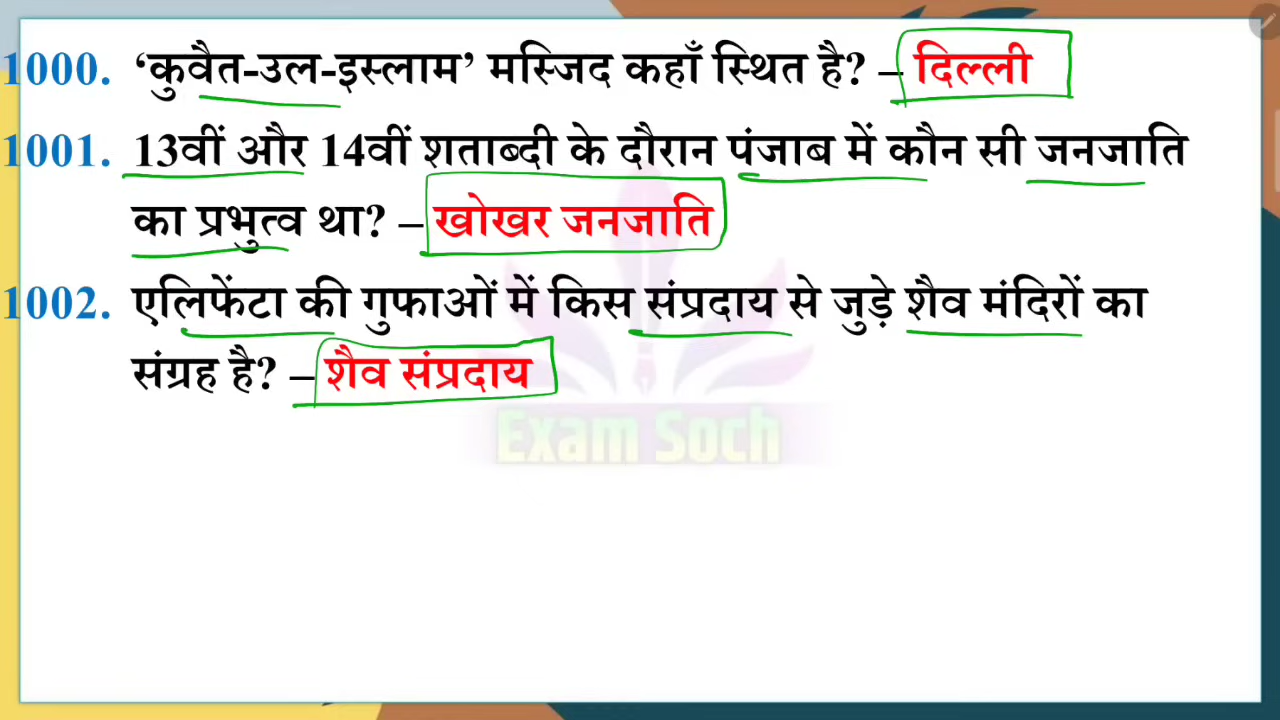 1000. ‘कुवैत-उल-इस्लाम’ मस्जिद कहाँ स्थित है? – दिल्ली
1001. 13वीं और 14वीं शताब्दी के दौरान पंजाब में कौन सी जनजाति
का प्रभुत्व था? – खोखर जनजाति
1002. एलिफेंटा की गुफाओं में किस संप्रदाय से जुड़े शैव मंदिरों का
संग्रह है? – शैव संप्रदाय
Exam Soch